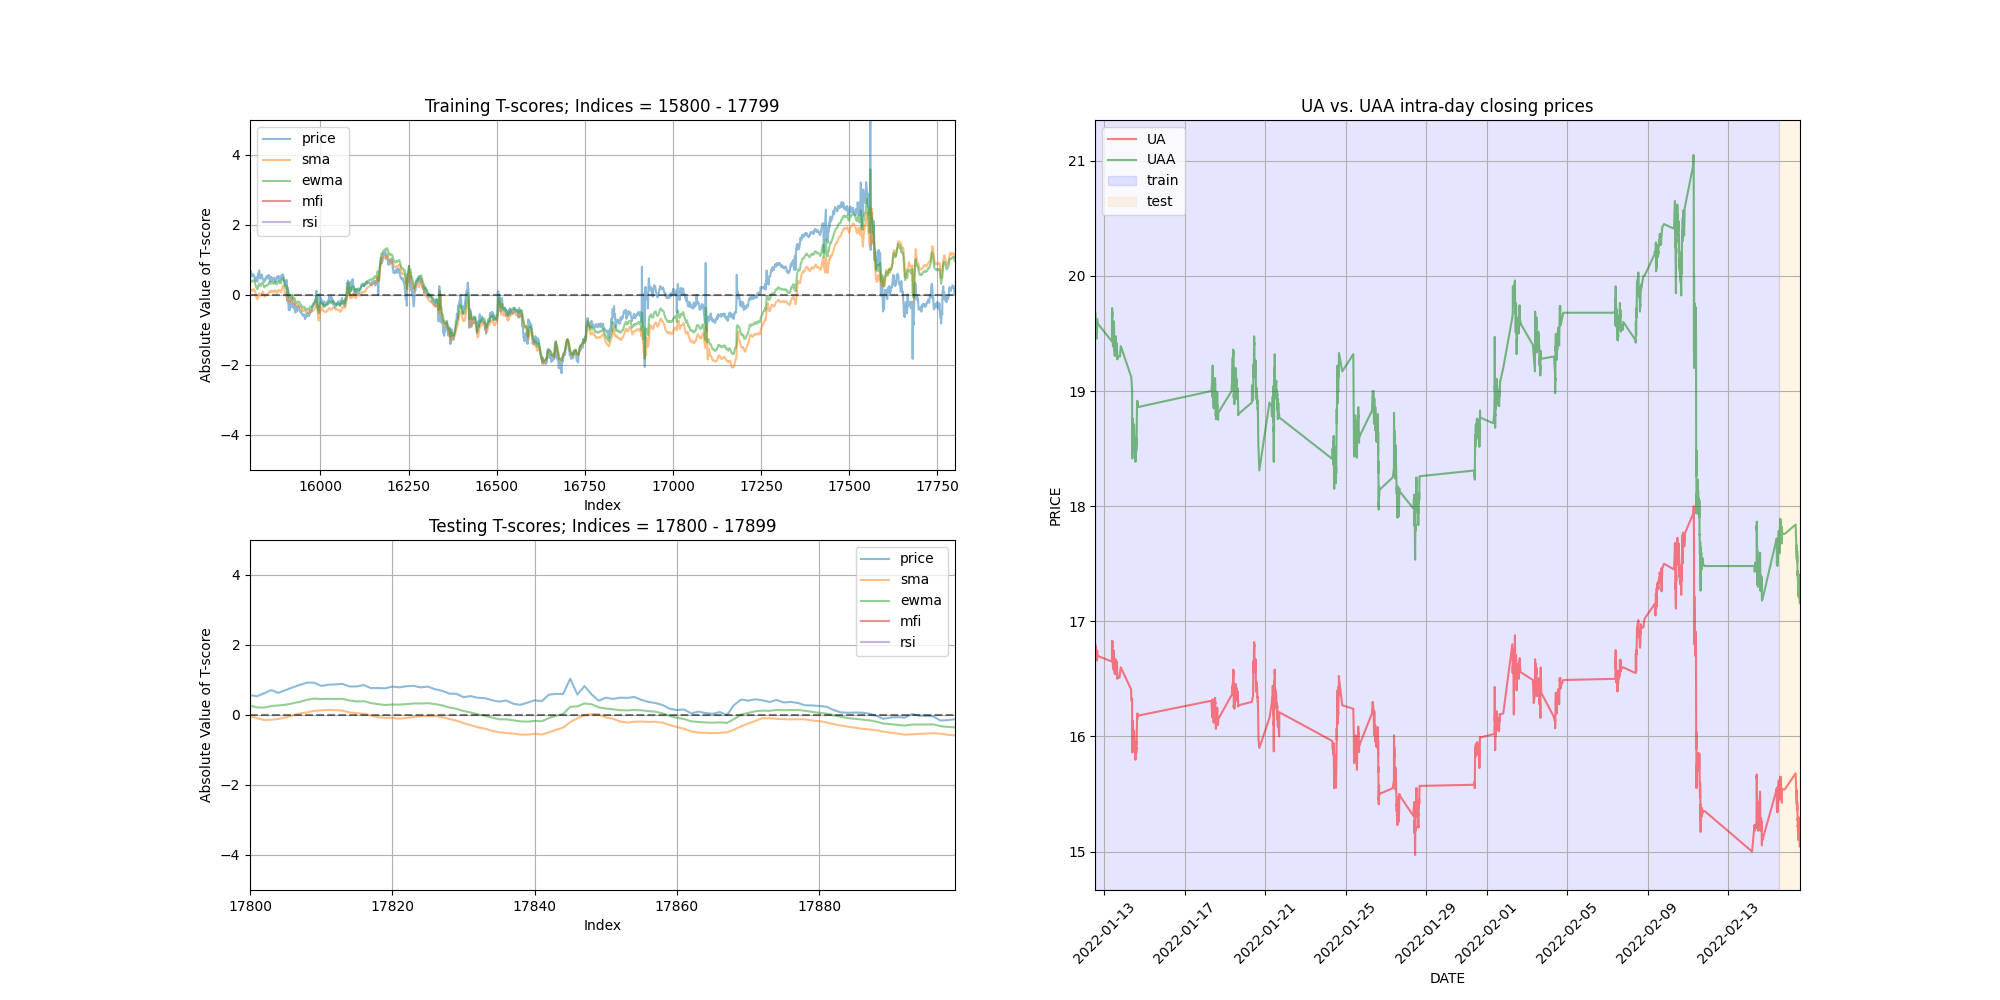 Training T-scores; Indices = 15800 - 17799
price
sma
ewma
mfi
rsi
Absolute Value of T-score
4
2
0
−2
−4
16000 16250 16500 16750 17000 17250 17500 17750
Index
Testing T-scores; Indices = 17800 - 17899
price
sma
ewma
mfi
rsi
Absolute Value of T-score
4
2
0
−2
−4
17800 17820 17840 17860 17880
Index
UA vs. UAA intra-day closing prices
UA
UAA
train
test
PRICE
21
20
19
18
17
16
15
2022-01-13 2022-01-17 2022-01-21 2022-01-25 2022-01-29 2022-02-01 2022-02-05 2022-02-09 2022-02-13
DATE